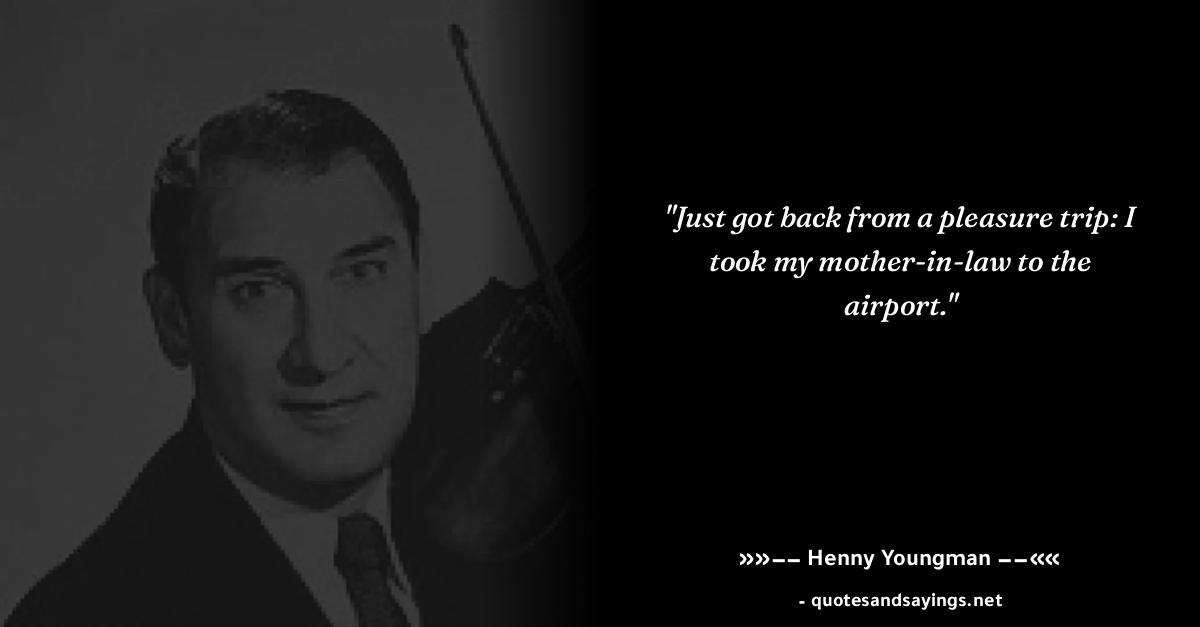 "Just got back from a pleasure trip: I
took my mother-in-law to the
airport."
»»−− Henny Youngman −−««
- quotesandsayings.net